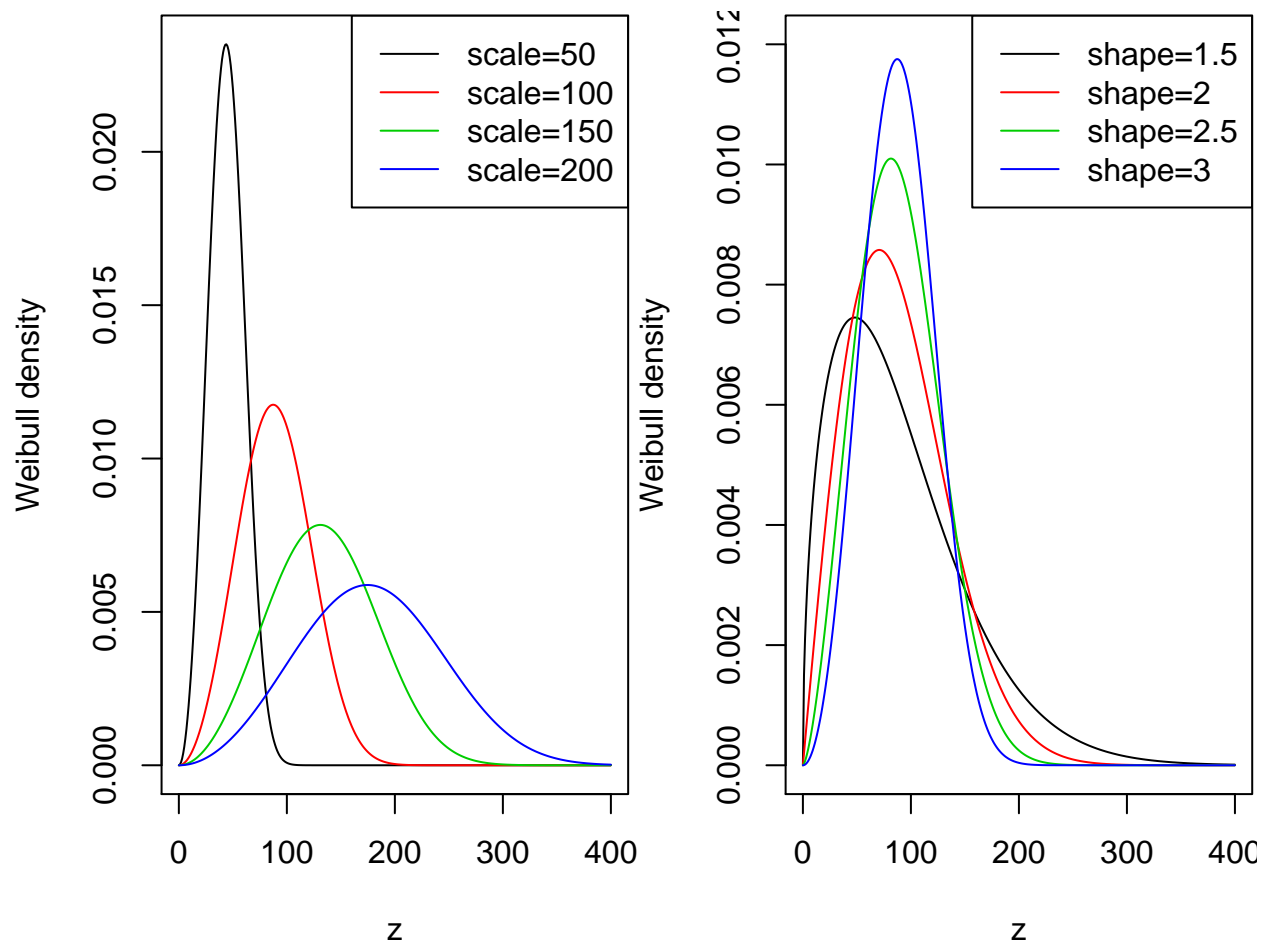 scale=50
scale=100
scale=150
scale=200
Weibull density
0.020
0.015
0.010
0.005
0.000
0 100 200 300 400
z
shape=1.5
shape=2
shape=2.5
shape=3
Weibull density
0.012
0.010
0.008
0.006
0.004
0.002
0.000
0 100 200 300 400
z